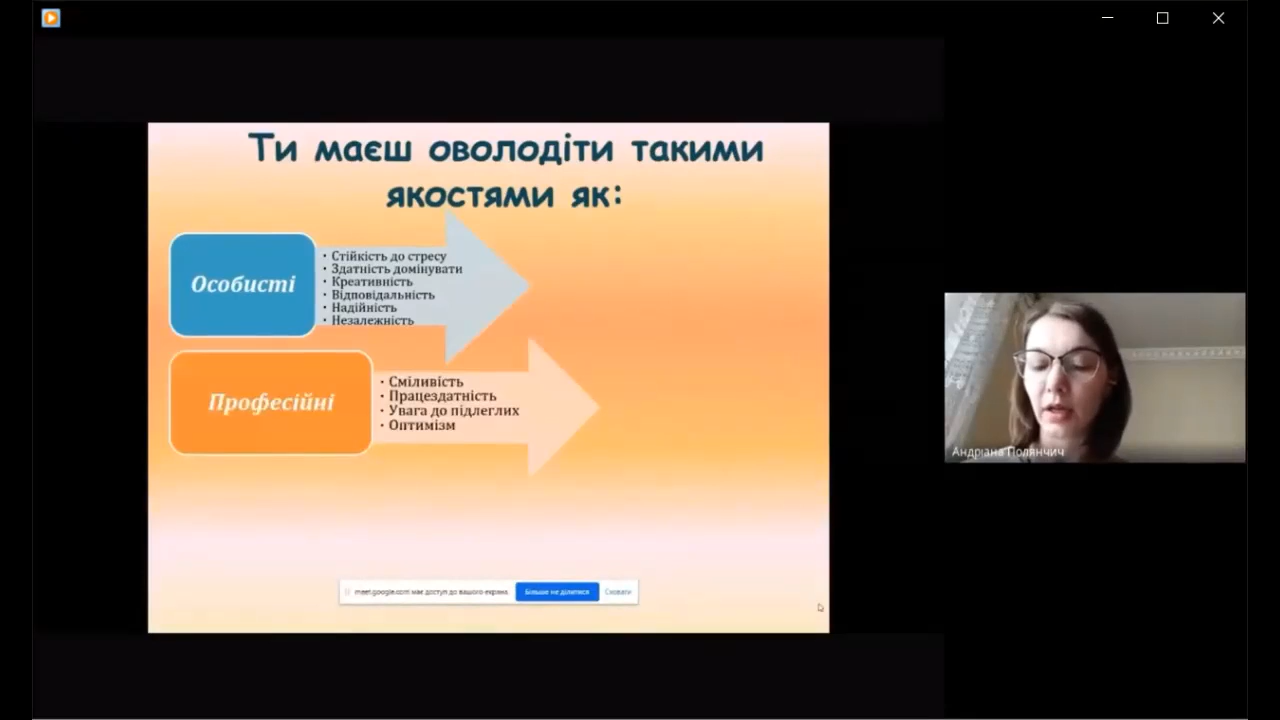 Ти маєш оволодіти такими
якостями як:
Особисті
• Стійкість до стресу
• Здатність домінувати
• Креативність
• Відповідальність
• Надійність
• Незалежність
Професійні
• Сміливість
• Працездатність
• Увага до підлеглих
• Оптимізм
meet.google.com має доступ до вашого екрана.
Більше не ділитися
Сховати
Андріана Полянчич